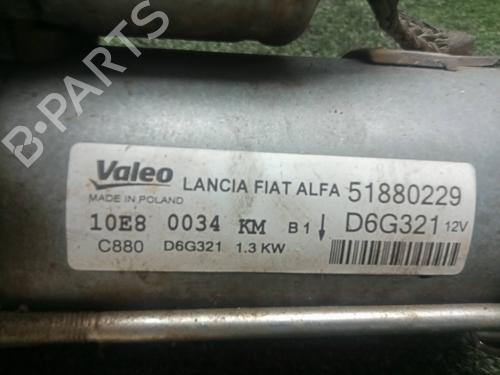 B-PARTS
Valeo LANCIA FIAT ALFA 51880229
MADE IN POLAND
10E8 0034 KM B1 D6G321 12V
C880 D6G321 1.3 KW